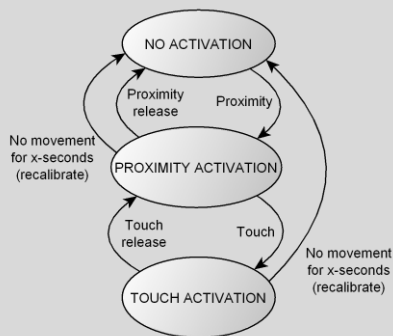 NO ACTIVATION
Proximity
release
Proximity
No movement
for x-seconds
(recalibrate)
PROXIMITY ACTIVATION
Touch
release
Touch
No movement
for x-seconds
(recalibrate)
TOUCH ACTIVATION